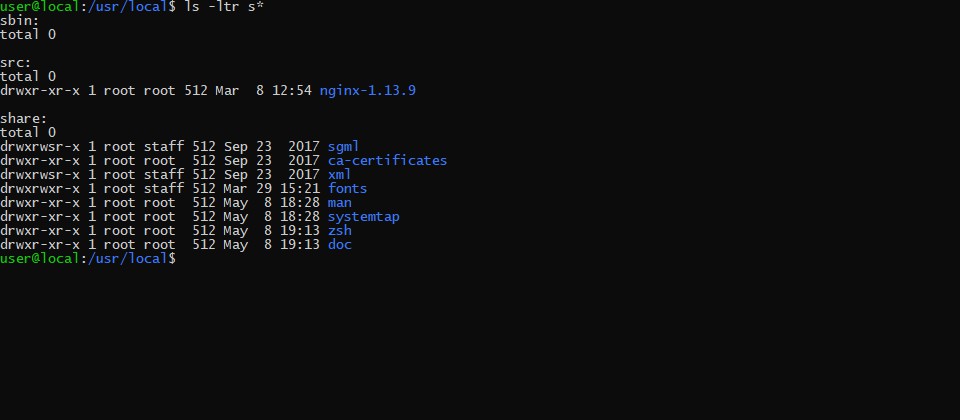 user@local:/usr/local$ ls -ltr s*
sbin:
total 0

src:
total 0
drwxr-xr-x 1 root root 512 Mar  8 12:54 nginx-1.13.9

share:
total 0
drwxrwsr-x 1 root staff 512 Sep 23  2017 sgml
drwxr-xr-x 1 root root  512 Sep 23  2017 ca-certificates
drwxrwsr-x 1 root staff 512 Sep 23  2017 xml
drwxrwxr-x 1 root staff 512 Mar 29 15:21 fonts
drwxr-xr-x 1 root root  512 May  8 18:28 man
drwxr-xr-x 1 root root  512 May  8 18:28 systemtap
drwxr-xr-x 1 root root  512 May  8 19:13 zsh
drwxr-xr-x 1 root root  512 May  8 19:13 doc
user@local:/usr/local$